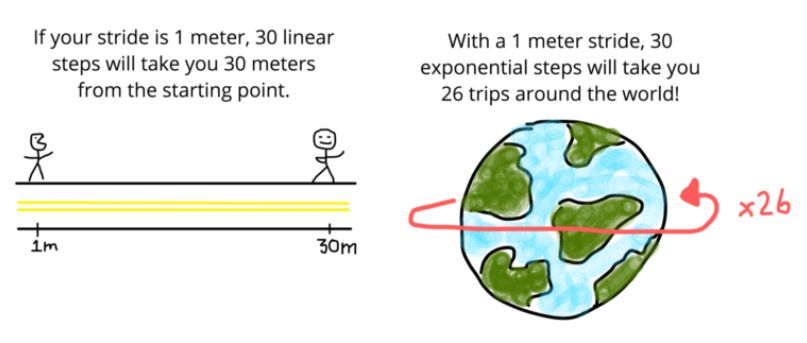 If your stride is 1 meter, 30 linear
steps will take you 30 meters
from the starting point.
1m
30m
With a 1 meter stride, 30
exponential steps will take you
26 trips around the world!
x26